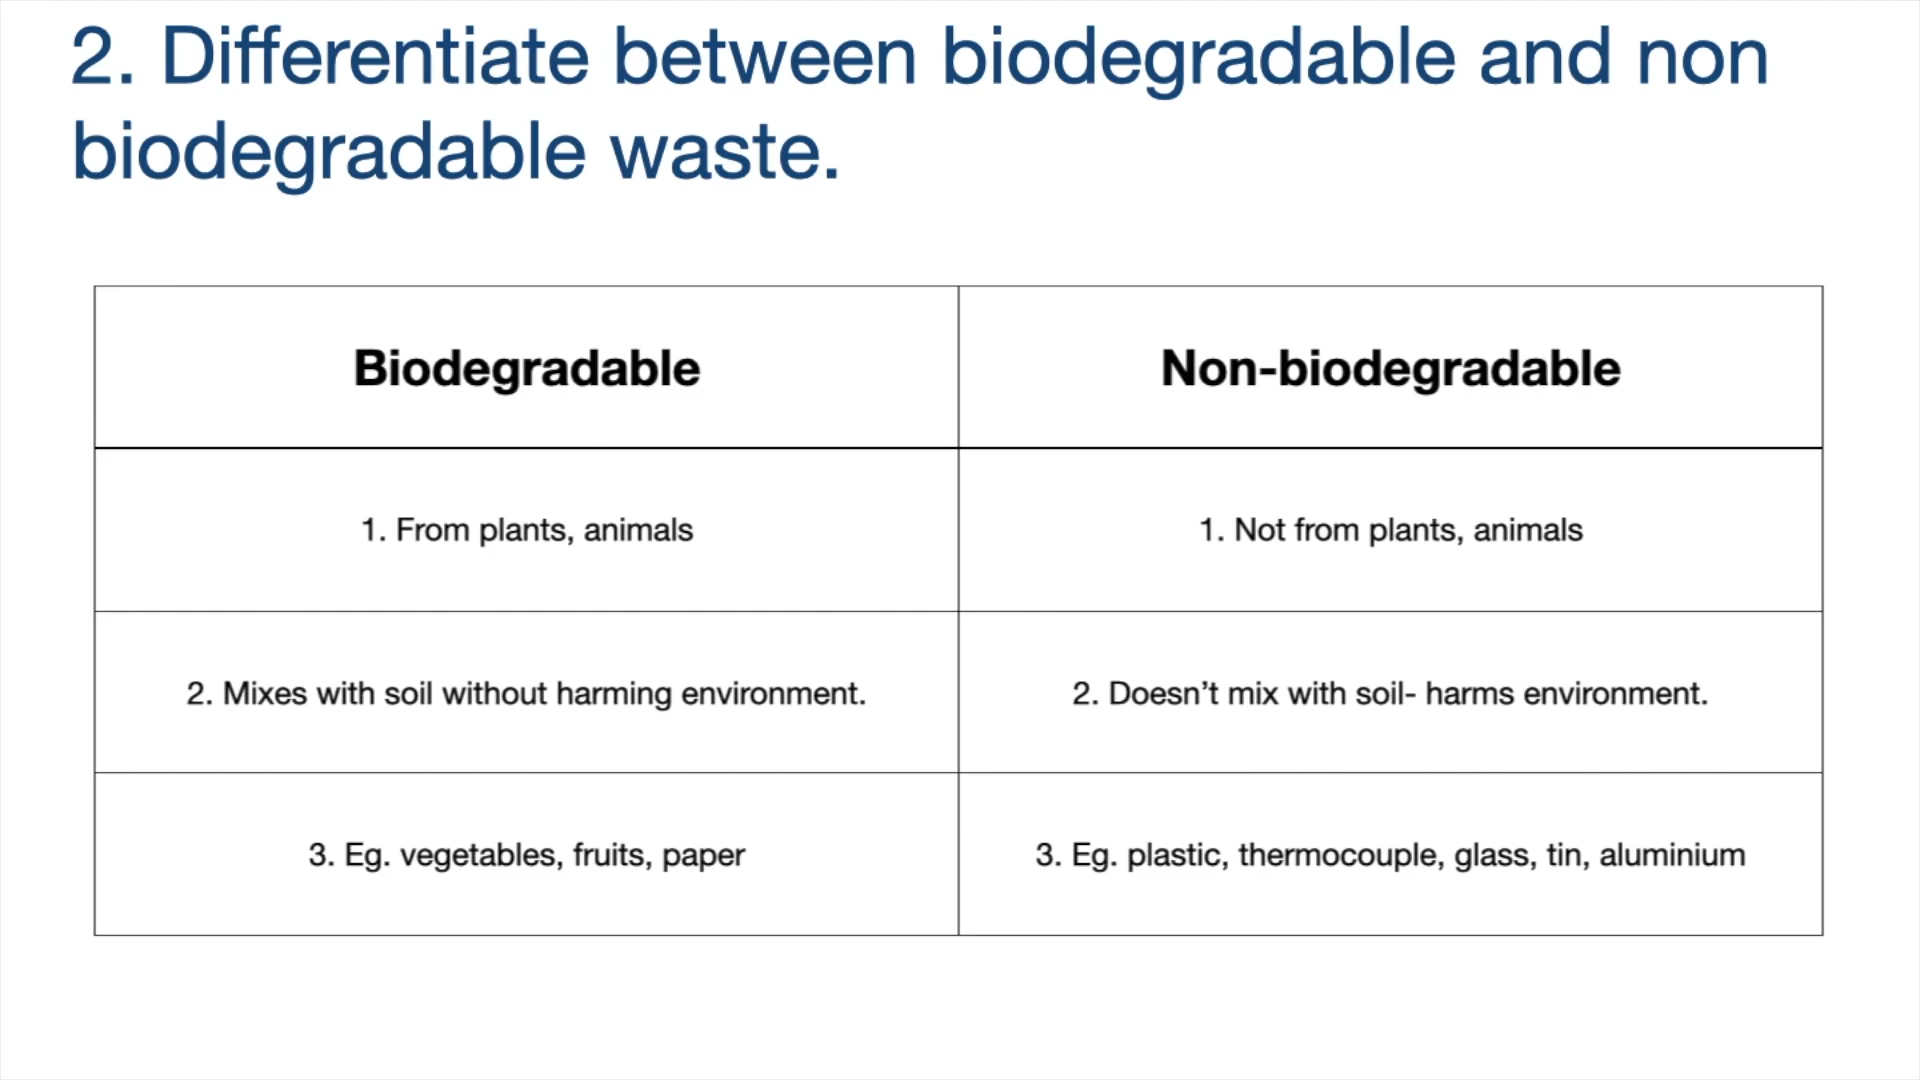 2. Differentiate between biodegradable and non
biodegradable waste.
Biodegradable
Non-biodegradable
1. From plants, animals
1. Not from plants, animals
2. Mixes with soil without harming environment.
2. Doesn’t mix with soil- harms environment.
3. Eg. vegetables, fruits, paper
3. Eg. plastic, thermocouple, glass, tin, aluminium